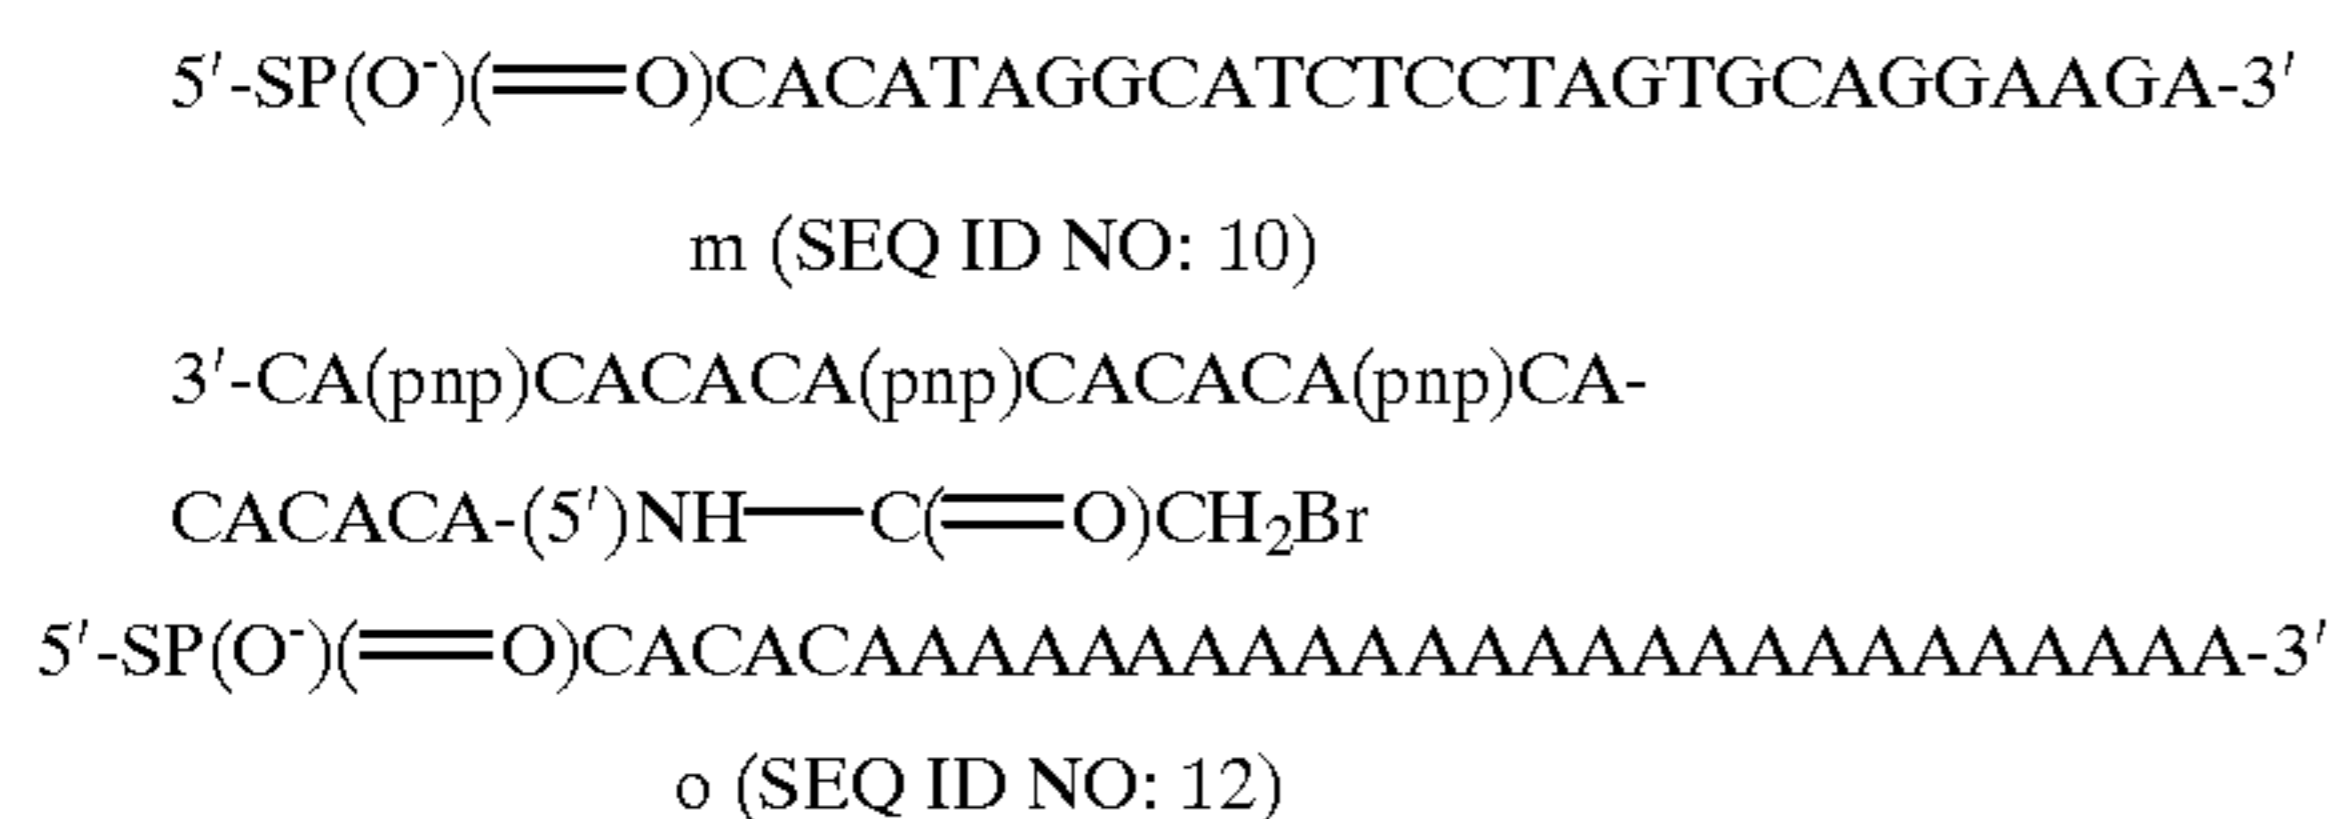 5′-SP(O⁻)(═O)CACATAGGCATCTCCTAGTGCAGGAAGA-3′
m (SEQ ID NO: 10)
3′-CA(pnp)CACACA(pnp)CACACA(pnp)CA-
CACACA-(5′)NH—C(═O)CH₂Br
5′-SP(O⁻)(═O)CACACAAAAAAAAAAAAAAAAAAAAAAAAA-3′
o (SEQ ID NO: 12)